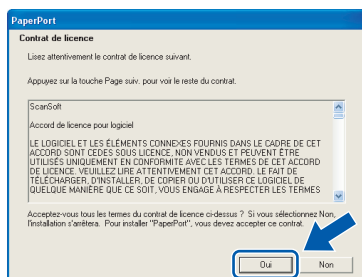 PaperPort
Contrat de licence
Lisez attentivement le contrat de licence suivant.
Appuyez sur la touche Page suiv. pour voir le reste du contrat.
ScanSoft
Accord de licence pour logiciel
LE LOGICIEL ET LES ÉLÉMENTS CONNEXES FOURNIS DANS LE CADRE DE CET
ACCORD SONT CEDES SOUS LICENCE, NON VENDUS ET PEUVENT ÊTRE
UTILISÉS UNIQUEMENT EN CONFORMITE AVEC LES TERMES DE CET ACCORD
DE LICENCE. VEUILLEZ LIRE ATTENTIVEMENT CET ACCORD. LE FAIT DE
TÉLÉCHARGER, D'INSTALLER, DE COPIER OU D'UTILISER CE LOGICIEL DE
QUELQUE MANIÈRE QUE CE SOIT, VOUS ENGAGE À RESPECTER LES TERMES
Acceptez-vous tous les termes du contrat de licence ci-dessus ? Si vous sélectionnez Non,
l'installation s'arrêtera. Pour installer "PaperPort", vous devez accepter ce contrat.
Oui Non